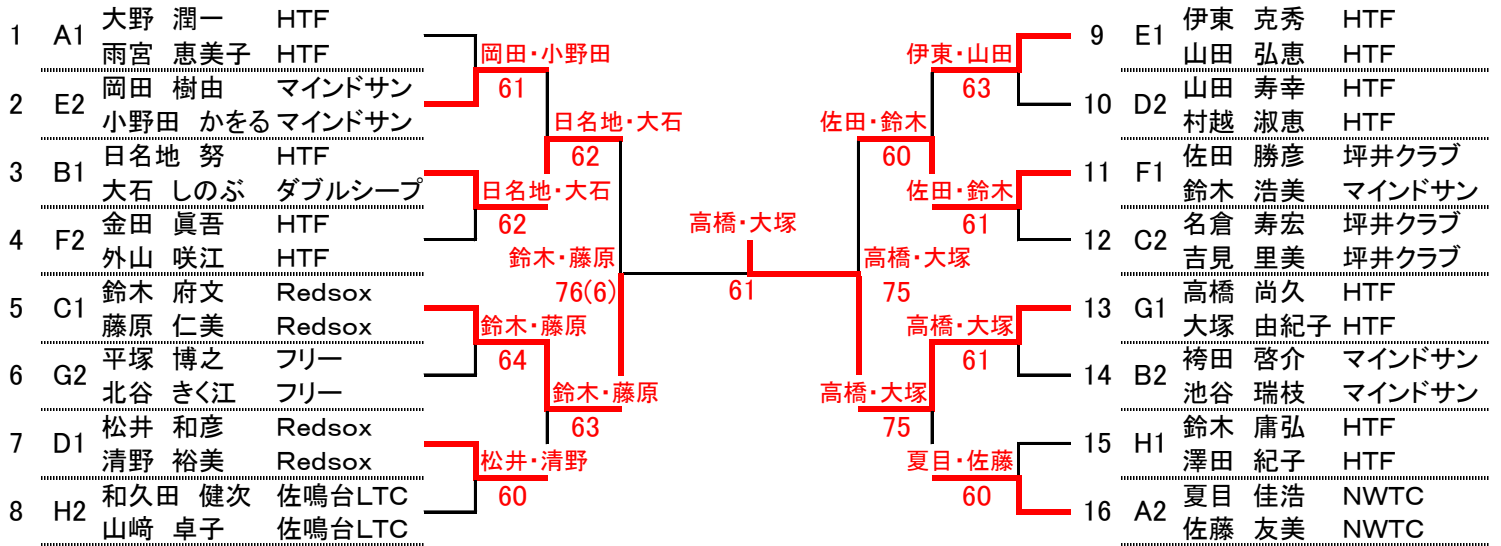 1 A1 大野 潤一 HTF
雨宮 恵美子 HTF
2 E2 岡田 樹由 マインドサン
小野田 かをる マインドサン
3 B1 日名地 努 HTF
大石 しのぶ ダブルシープ
4 F2 金田 眞吾 HTF
外山 咲江 HTF
5 C1 鈴木 府文 Redsox
藤原 仁美 Redsox
6 G2 平塚 博之 フリー
北谷 きく江 フリー
7 D1 松井 和彦 Redsox
清野 裕美 Redsox
8 H2 和久田 健次 佐鳴台LTC
山﨑 卓子 佐鳴台LTC
岡田・小野田
61
日名地・大石
62
日名地・大石
62
鈴木・藤原
76(6)
鈴木・藤原
64
鈴木・藤原
63
松井・清野
60
高橋・大塚
61
伊東・山田
63
佐田・鈴木
60
佐田・鈴木
61
高橋・大塚
75
高橋・大塚
61
高橋・大塚
75
夏目・佐藤
60
9 E1 伊東 克秀 HTF
山田 弘恵 HTF
10 D2 山田 寿幸 HTF
村越 淑恵 HTF
11 F1 佐田 勝彦 坪井クラブ
鈴木 浩美 マインドサン
12 C2 名倉 寿宏 坪井クラブ
吉見 里美 坪井クラブ
13 G1 高橋 尚久 HTF
大塚 由紀子 HTF
14 B2 袴田 啓介 マインドサン
池谷 瑞枝 マインドサン
15 H1 鈴木 庸弘 HTF
澤田 紀子 HTF
16 A2 夏目 佳浩 NWTC
佐藤 友美 NWTC